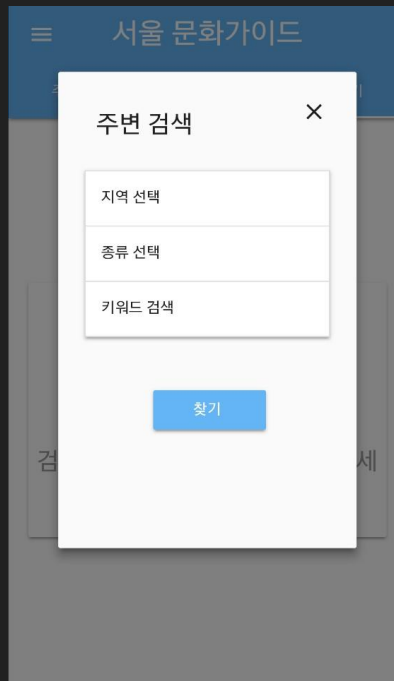 서울 문화가이드
주변 검색
지역 선택
종류 선택
키워드 검색
찾기
검
세